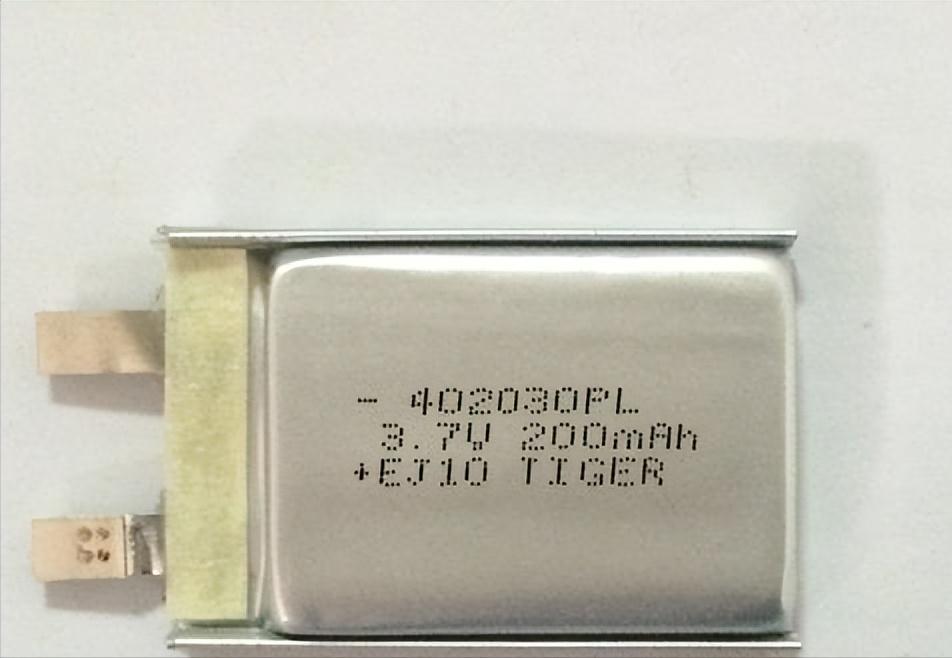 - 402030PL
3.7V 200mAh
+EJ10 TIGER